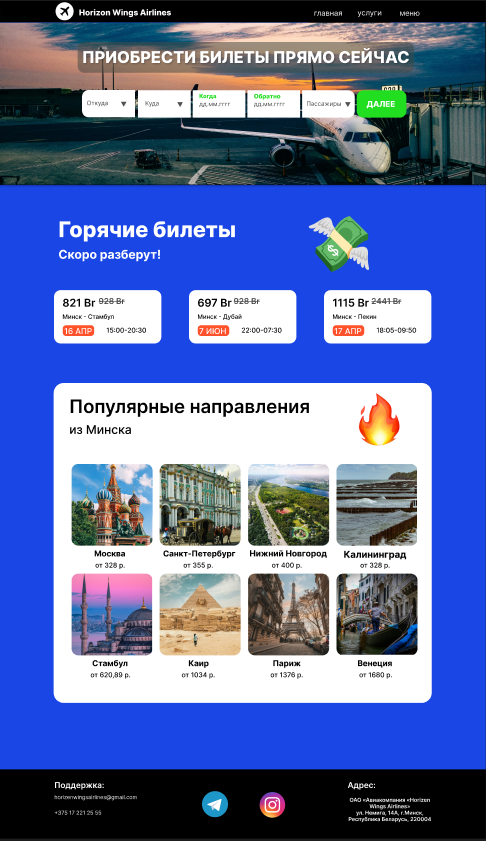 Horizon Wings Airlines
главная услуги меню
ПРИОБРЕСТИ БИЛЕТЫ ПРЯМО СЕЙЧАС
Откуда
Куда
Когда
дд.мм.гггг
Обратно
дд.мм.гггг
Пассажиры
ДАЛЕЕ
Горячие билеты
Скоро разберут!
821 Br 928 Br
Минск - Стамбул
16 АПР 15:00-20:30
697 Br 928 Br
Минск - Дубай
7 ИЮН 22:00-07:30
1115 Br 2441 Br
Минск - Пекин
17 АПР 18:05-09:50
Популярные направления
из Минска
Москва
от 328 р.
Санкт-Петербург
от 355 р.
Нижний Новгород
от 400 р.
Калининград
от 328 р.
Стамбул
от 620,89 р.
Каир
от 1034 р.
Париж
от 1376 р.
Венеция
от 1680 р.
Поддержка:
horizenwingsairlines@gmail.com
+375 17 221 25 55
Адрес:
ОАО «Авиакомпания «Horizen
Wings Airlines»
ул. Немига, 14А, г.Минск,
Республика Беларусь, 220004